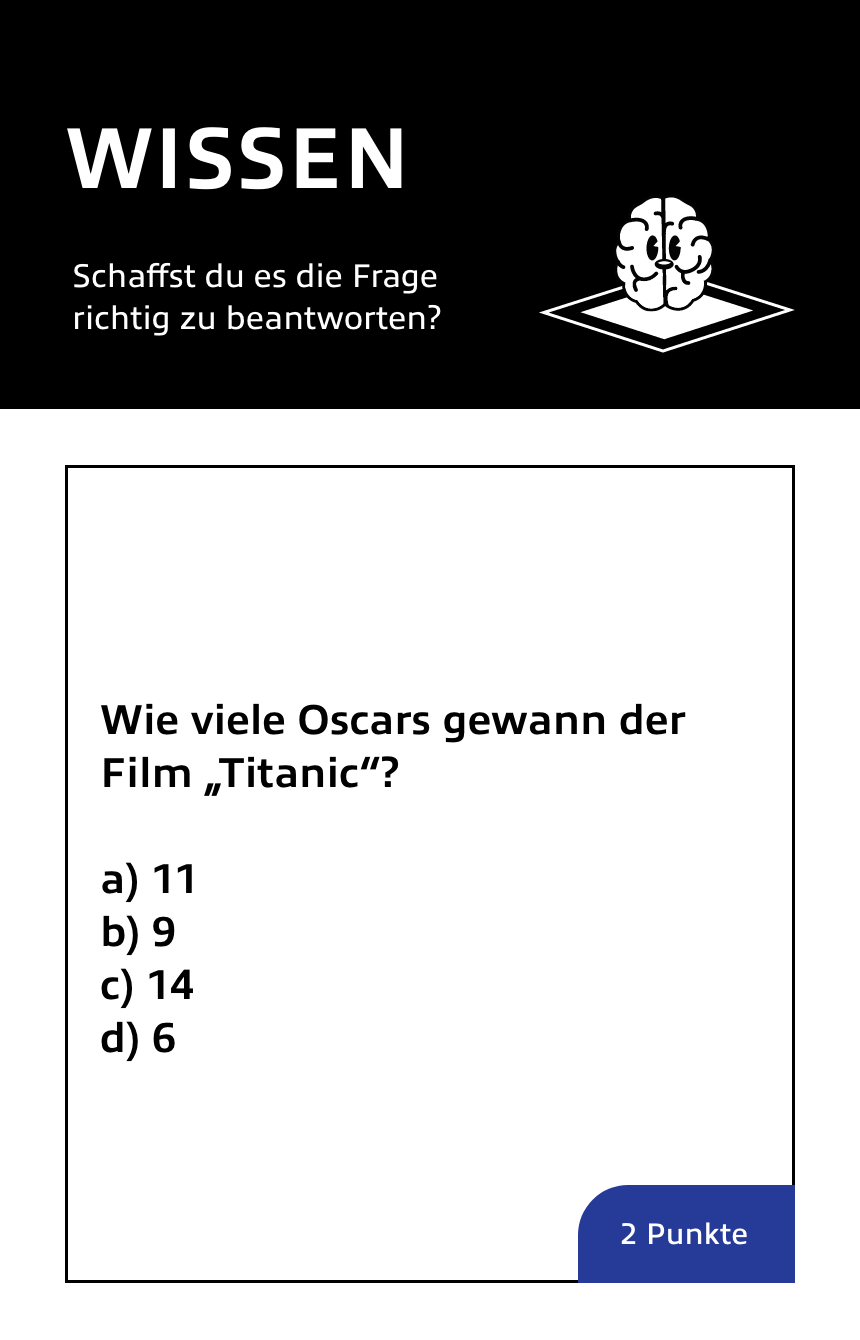 WISSEN
Schaffst du es die Frage
richtig zu beantworten?
Wie viele Oscars gewann der
Film „Titanic“?
a) 11
b) 9
c) 14
d) 6
2 Punkte